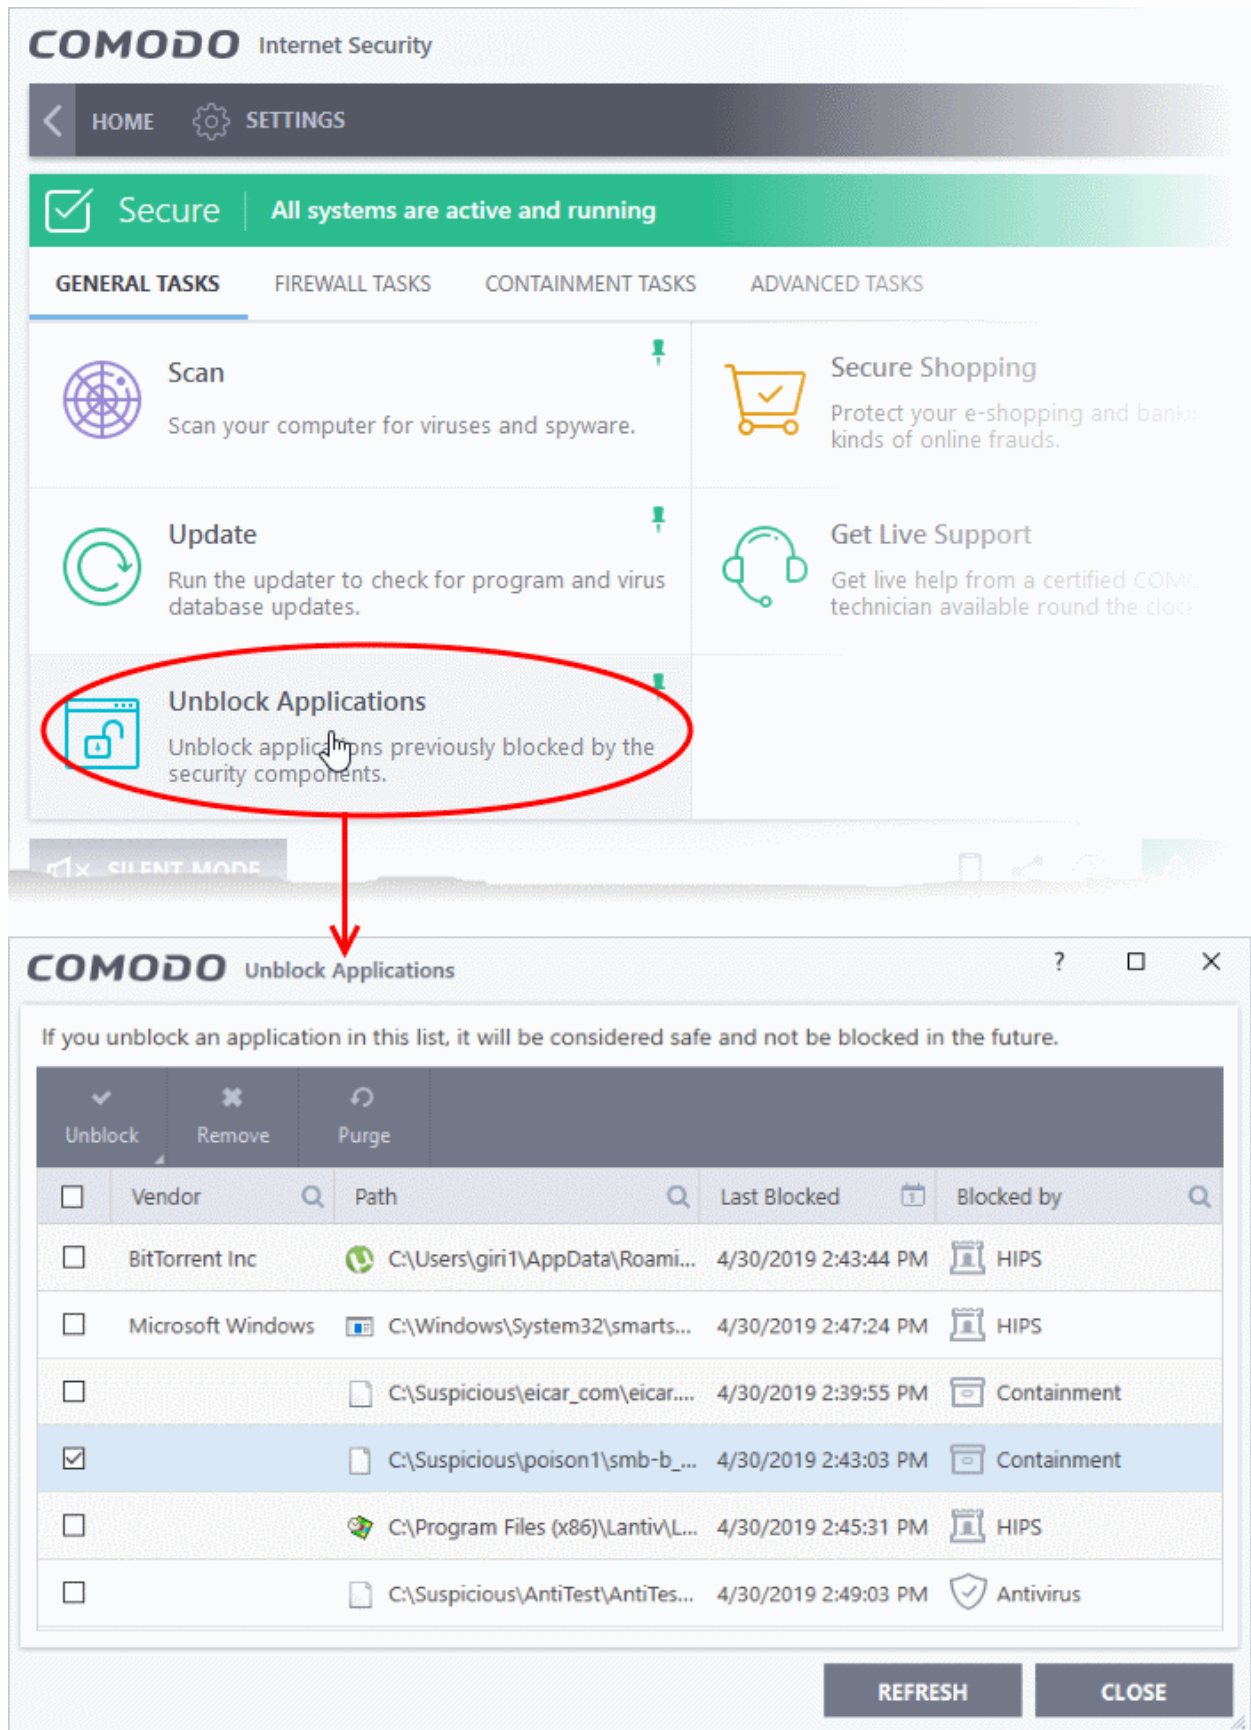 COMODO Internet Security
HOME SETTINGS
Secure All systems are active and running
GENERAL TASKS FIREWALL TASKS CONTAINMENT TASKS ADVANCED TASKS
Scan
Scan your computer for viruses and spyware.
Secure Shopping
Protect your e-shopping and
kinds of online frauds.
Update
Run the updater to check for program and virus
database updates.
Get Live Support
Get live help from a certified
technician available round the
Unblock Applications
Unblock applications previously blocked by the
security components.
SILENT MODE
COMODO Unblock Applications ?
If you unblock an application in this list, it will be considered safe and not be blocked in the future.
Unblock Remove Purge
Vendor Path Last Blocked Blocked by
BitTorrent Inc C:\Users\giri1\AppData\Roami... 4/30/2019 2:43:44 PM HIPS
Microsoft Windows C:\Windows\System32\smarts... 4/30/2019 2:47:24 PM HIPS
C:\Suspicious\eicar_com\eicar.... 4/30/2019 2:39:55 PM Containment
C:\Suspicious\poison1\smb-b_... 4/30/2019 2:43:03 PM Containment
C:\Program Files (x86)\Lantiv\L... 4/30/2019 2:45:31 PM HIPS
C:\Suspicious\AntiTest\AntiTes... 4/30/2019 2:49:03 PM Antivirus
REFRESH CLOSE